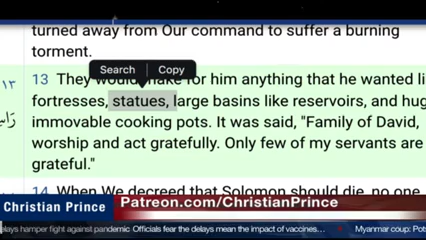 turned away from Our command to suffer a burning
torment.
Search Copy
13 They would make for him anything that he wanted li
fortresses, statues, large basins like reservoirs, and hug
immovable cooking pots. It was said, "Family of David,
worship and act gratefully. Only few of my servants are
grateful."
14 When We decreed that Solomon should die, no one
١٣
Christian Prince
Patreon.com/ChristianPrince
elays hamper fight against pandemic Officials fear the delays mean the impact of vaccines…
Myanmar coup: Pos